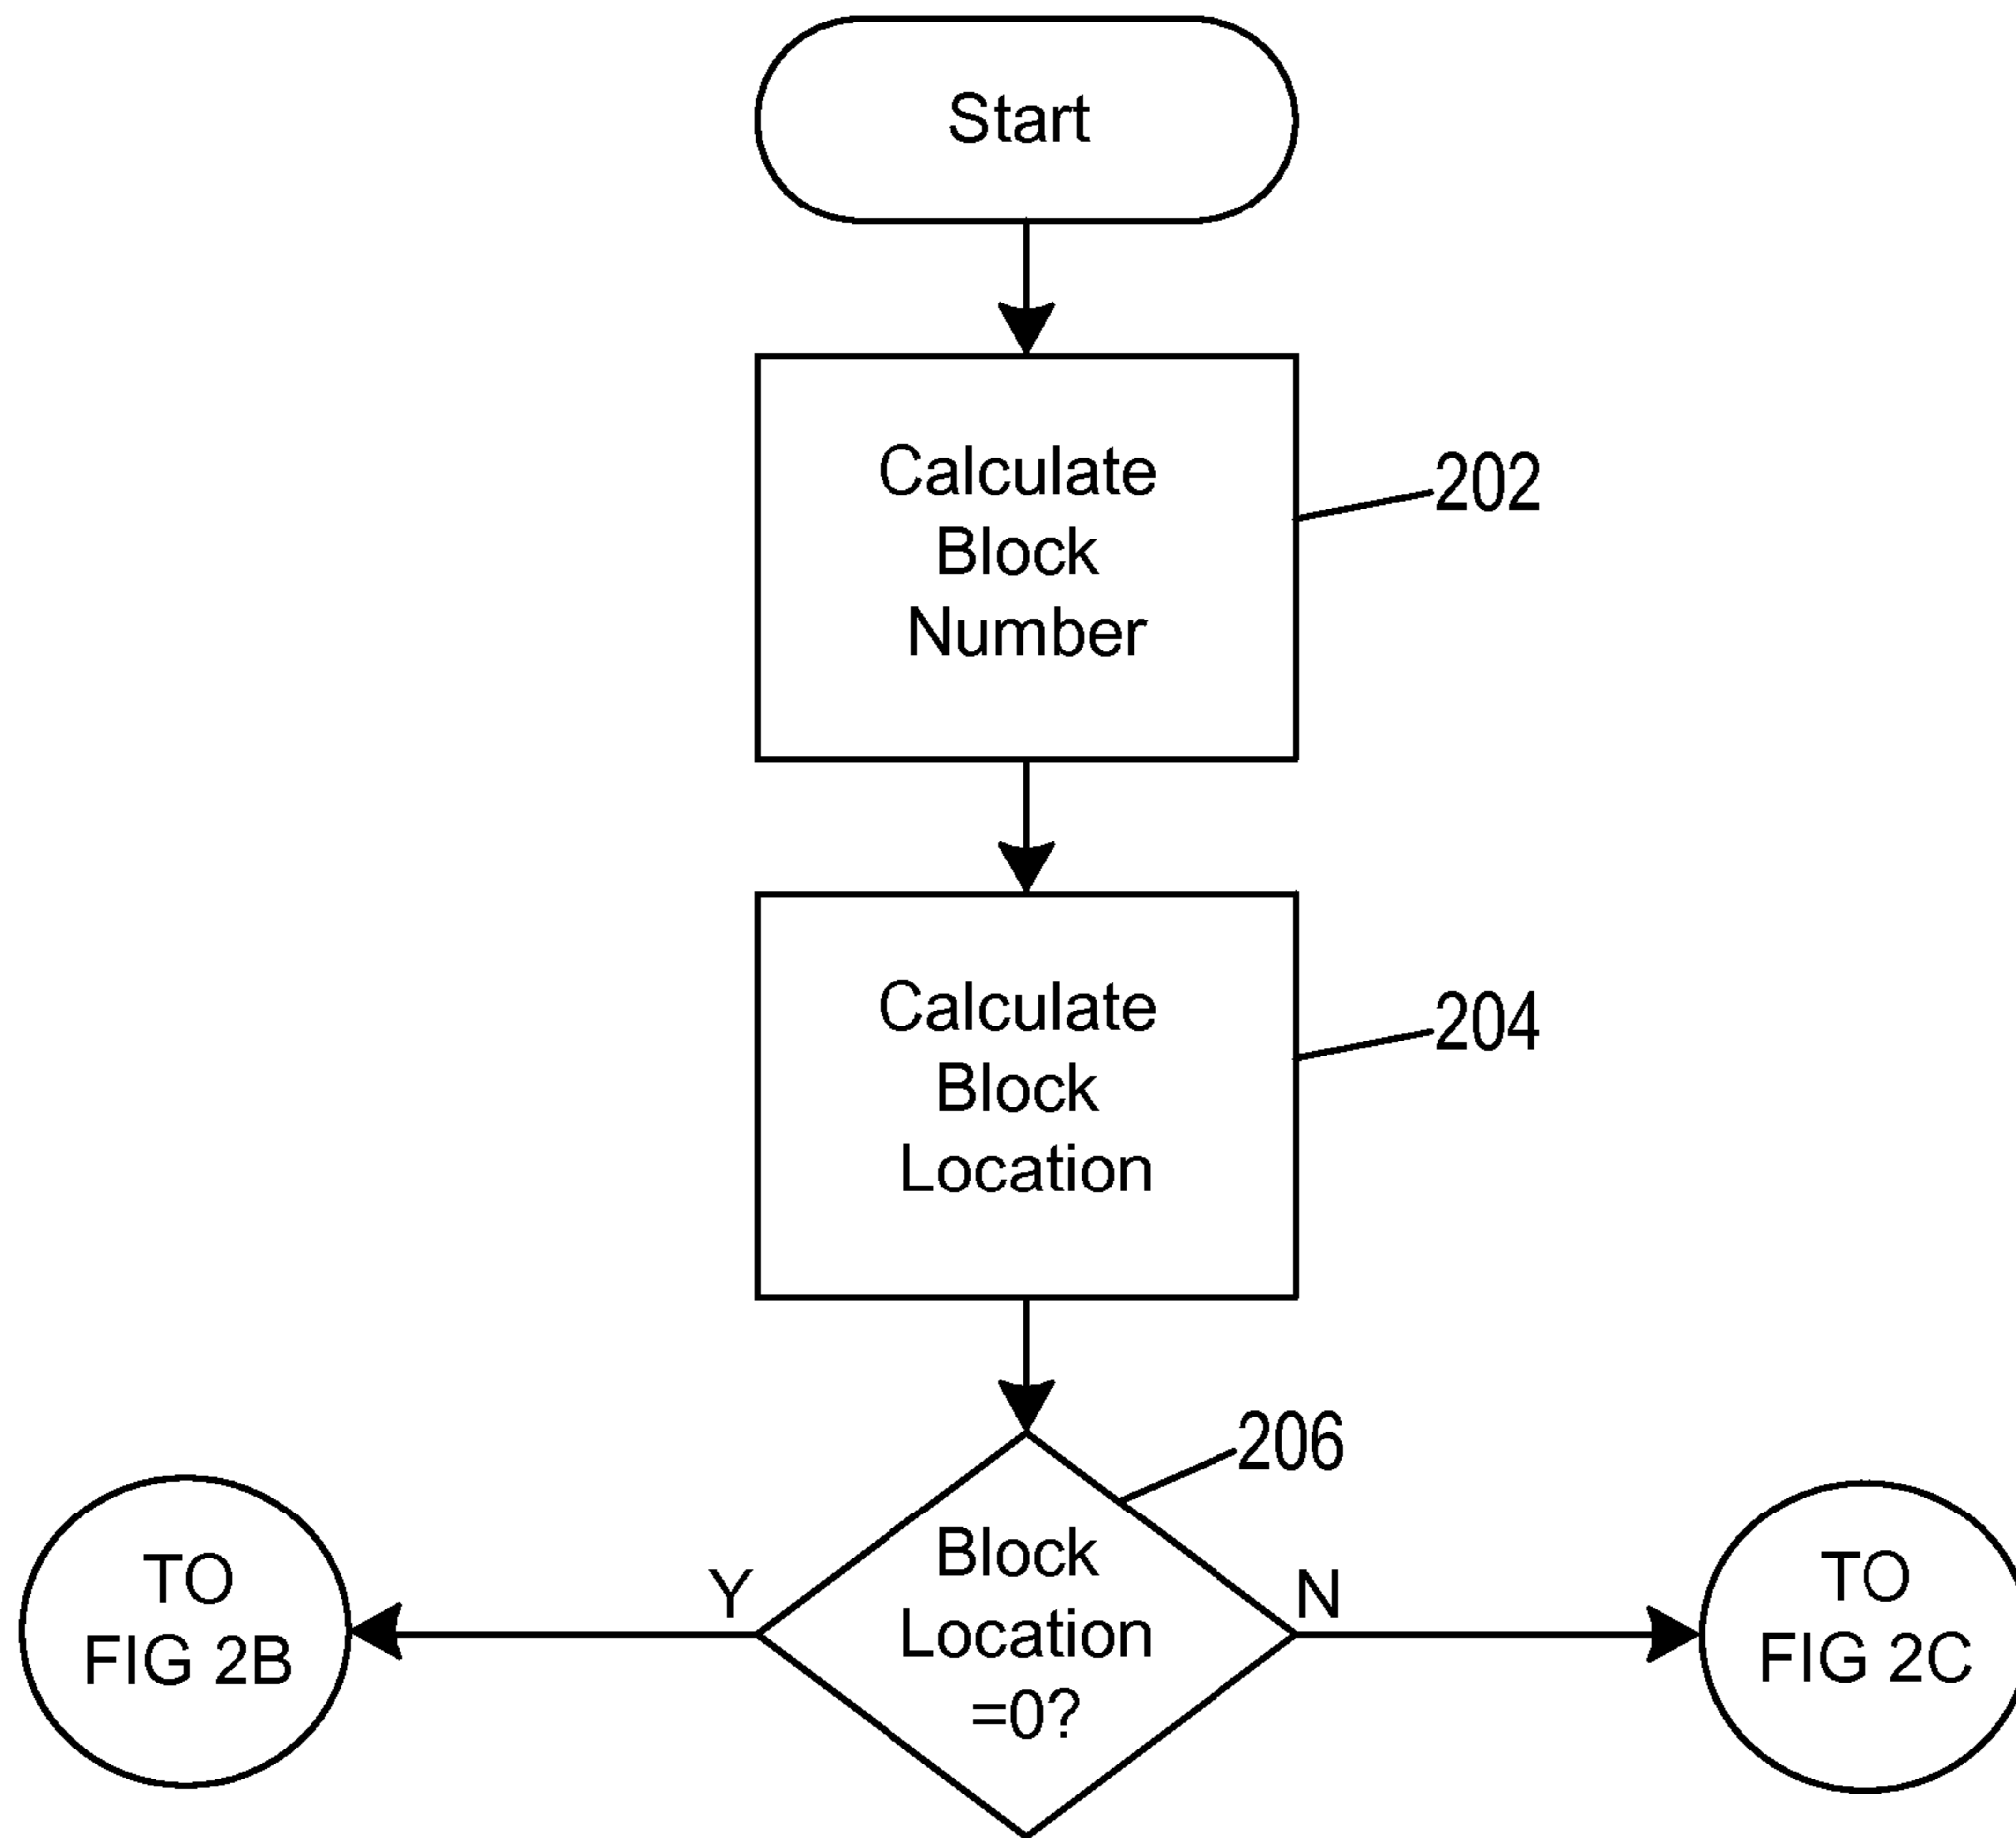 Start
Calculate
Block
Number
202
Calculate
Block
Location
204
206
Block
Location
=0?
Y
N
TO
FIG 2B
TO
FIG 2C